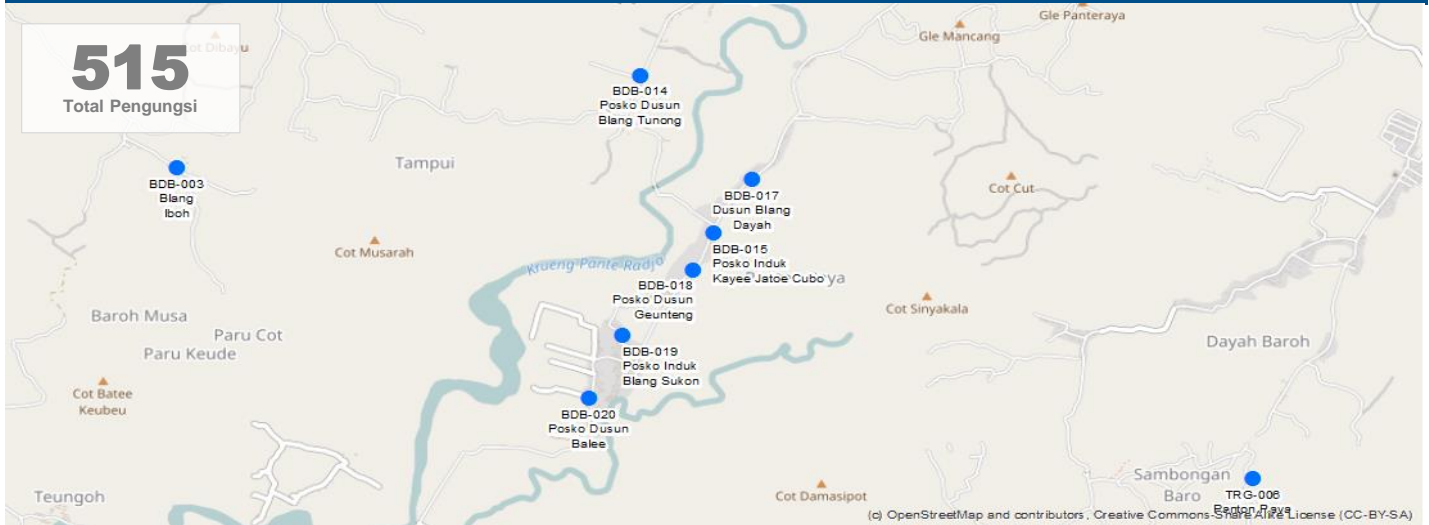 515
Total Pengungsi
Cot Dibayu
Gle Panteraya
Gle Mancang
BDB-014
Posko Dusun
Blang Tunong
Tampui
BDB-003
Blang
Iboh
BDB-017
Dusun Blang
Dayah
Cot Cut
Cot Musarah
BDB-015
Posko Induk
Kayee Jatoe Cubo
Krueng Pante Radjo
BDB-018
Posko Dusun
Geunteng
Cot Sinyakala
Baroh Musa
Paru Cot
Paru Keude
Dayah Baroh
BDB-019
Posko Induk
Blang Sukon
Cot Batee
Keubeu
BDB-020
Posko Dusun
Balee
Sambongan
Baro
Teungoh
Cot Damasipot
TRG-006
Panton Raya
(c) OpenStreetMap and contributors, Creative Commons-Share Alike License (CC-BY-SA)